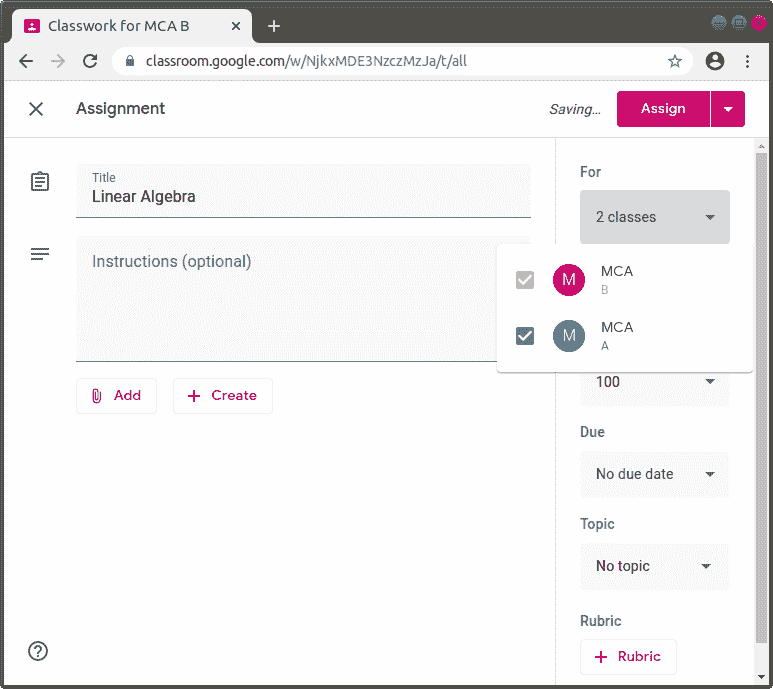 Classwork for MCA B
classroom.google.com/w/NjkxMDE3NzczMzJa/t/all
Assignment
Saving...
Assign
Title
Linear Algebra
Instructions (optional)
Add
Create
For
2 classes
M
MCA
B
M
MCA
A
100
Due
No due date
Topic
No topic
Rubric
Rubric